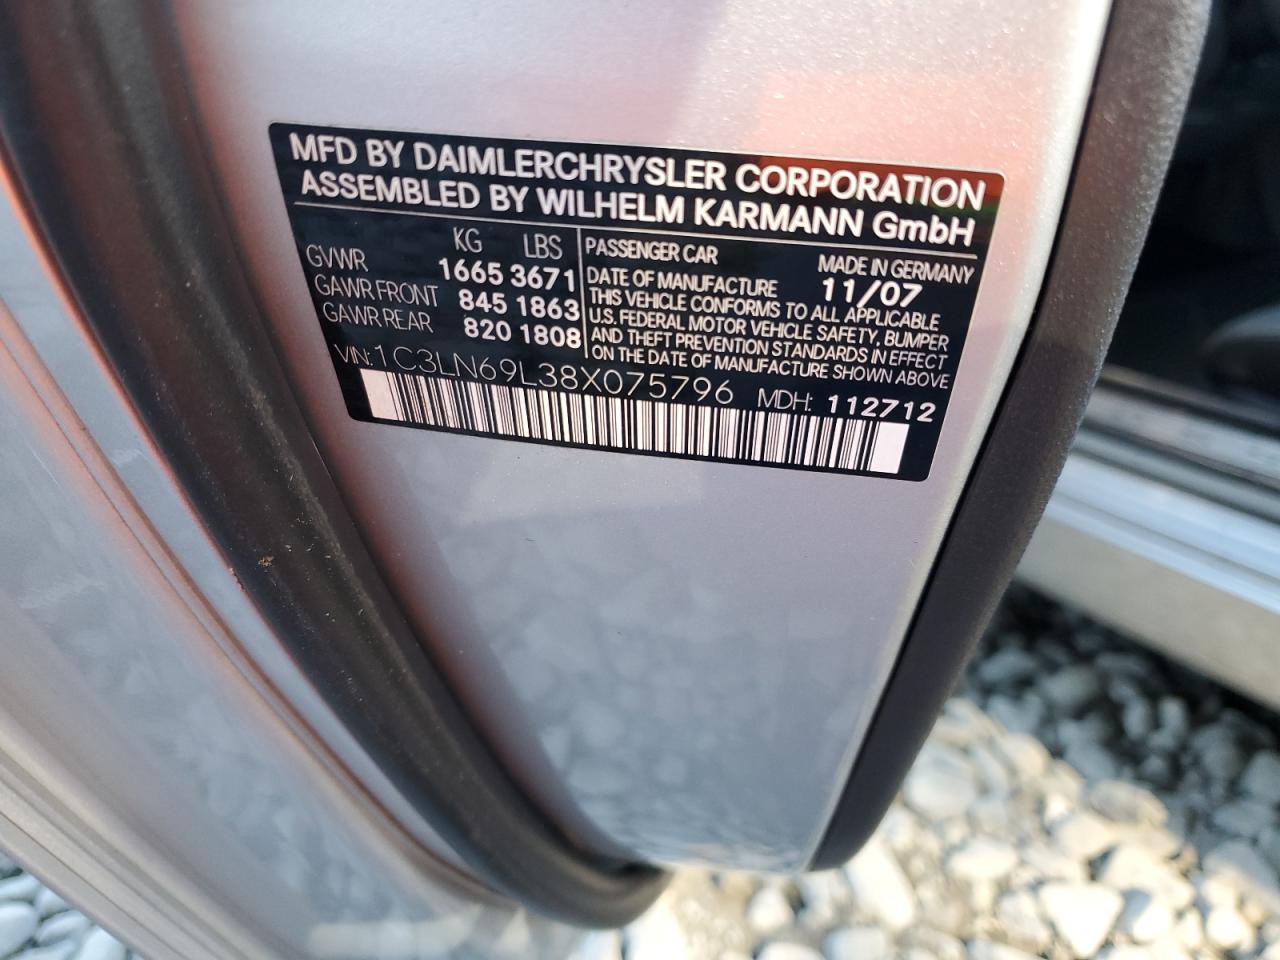 MFD BY DAIMLERCHRYSLER CORPORATION
ASSEMBLED BY WILHELM KARMANN GmbH
KG LBS
GVWR 1665 3671
GAWR FRONT 845 1863
GAWR REAR 820 1808
PASSENGER CAR MADE IN GERMANY
DATE OF MANUFACTURE 11/07
THIS VEHICLE CONFORMS TO ALL APPLICABLE
U.S. FEDERAL MOTOR VEHICLE SAFETY, BUMPER
AND THEFT PREVENTION STANDARDS IN EFFECT
ON THE DATE OF MANUFACTURE SHOWN ABOVE
VIN: 1C3LN69L38X075796 MDH: 112712